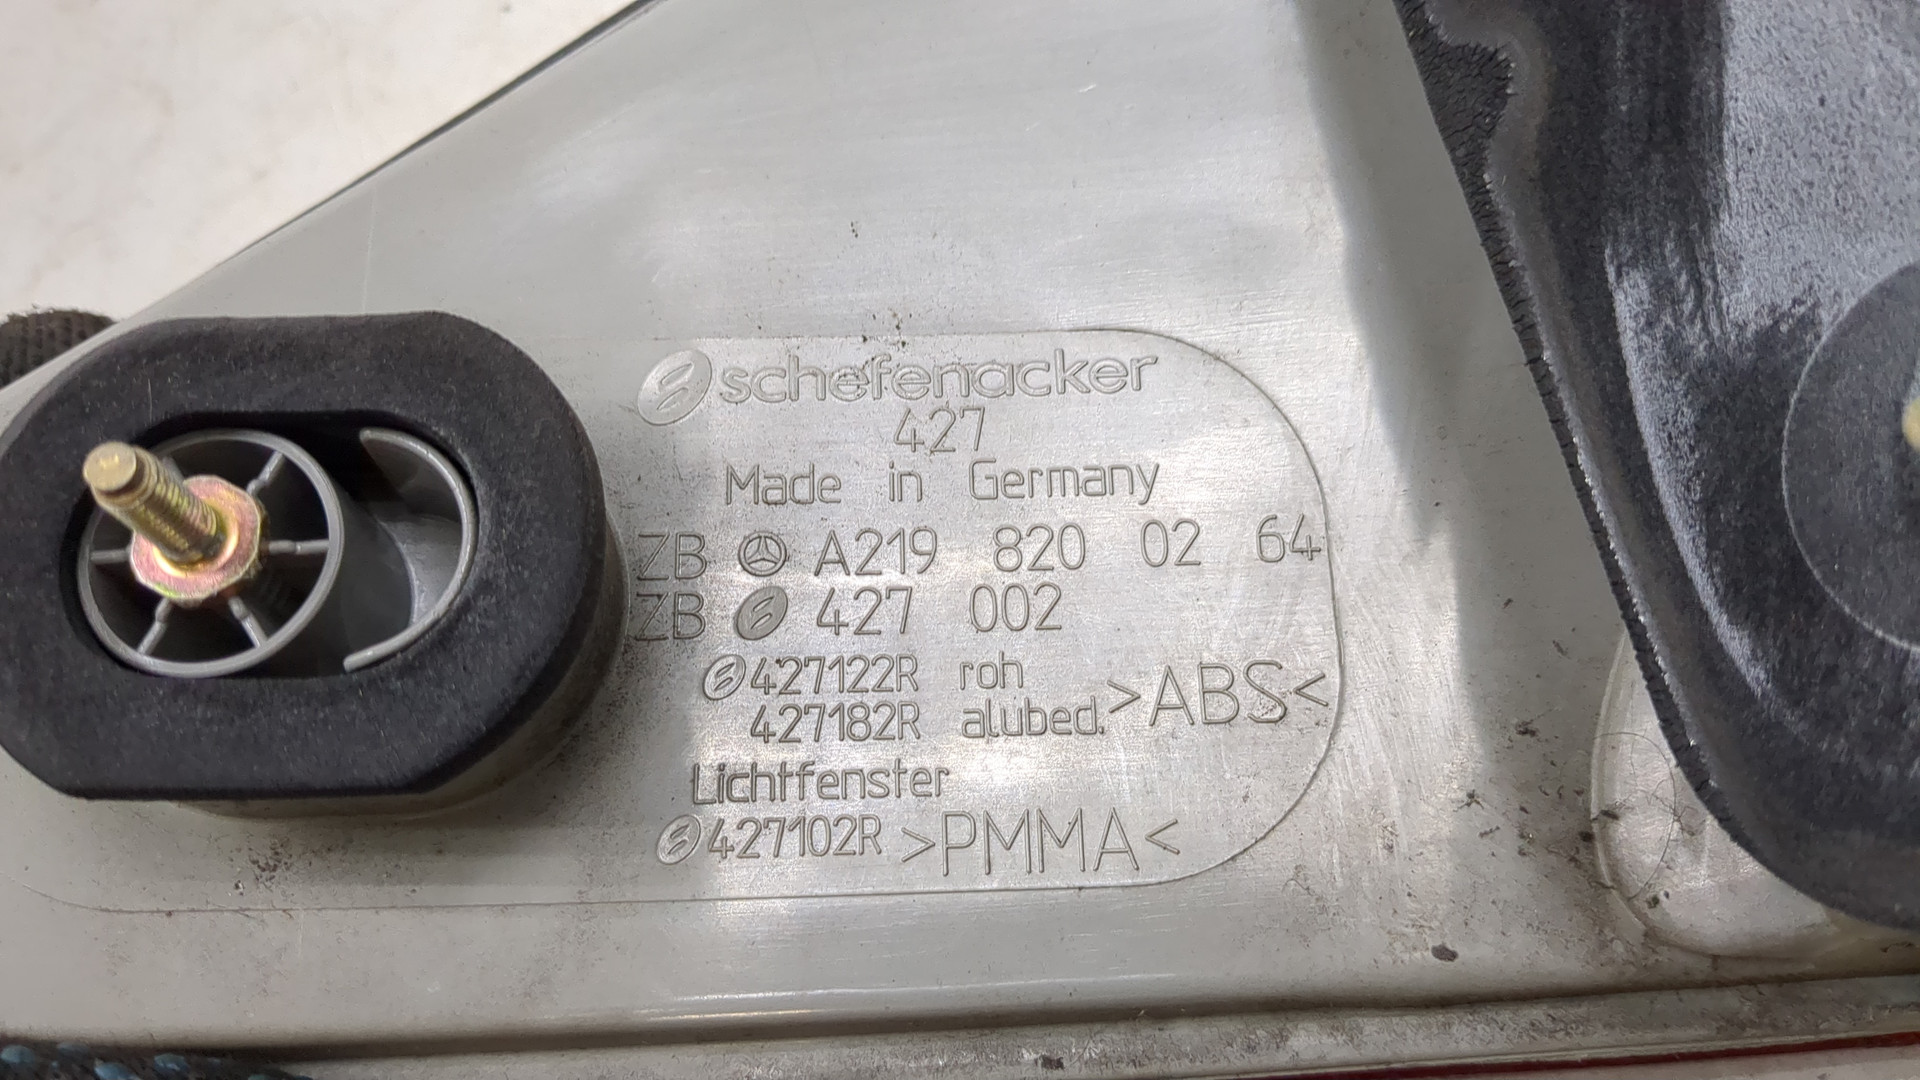 schefenacker
427
Made in Germany
ZB A219 820 02 64
ZB 427 002
427122R roh
427182R alubed. >ABS<
Lichtfenster
427102R >PMMA<